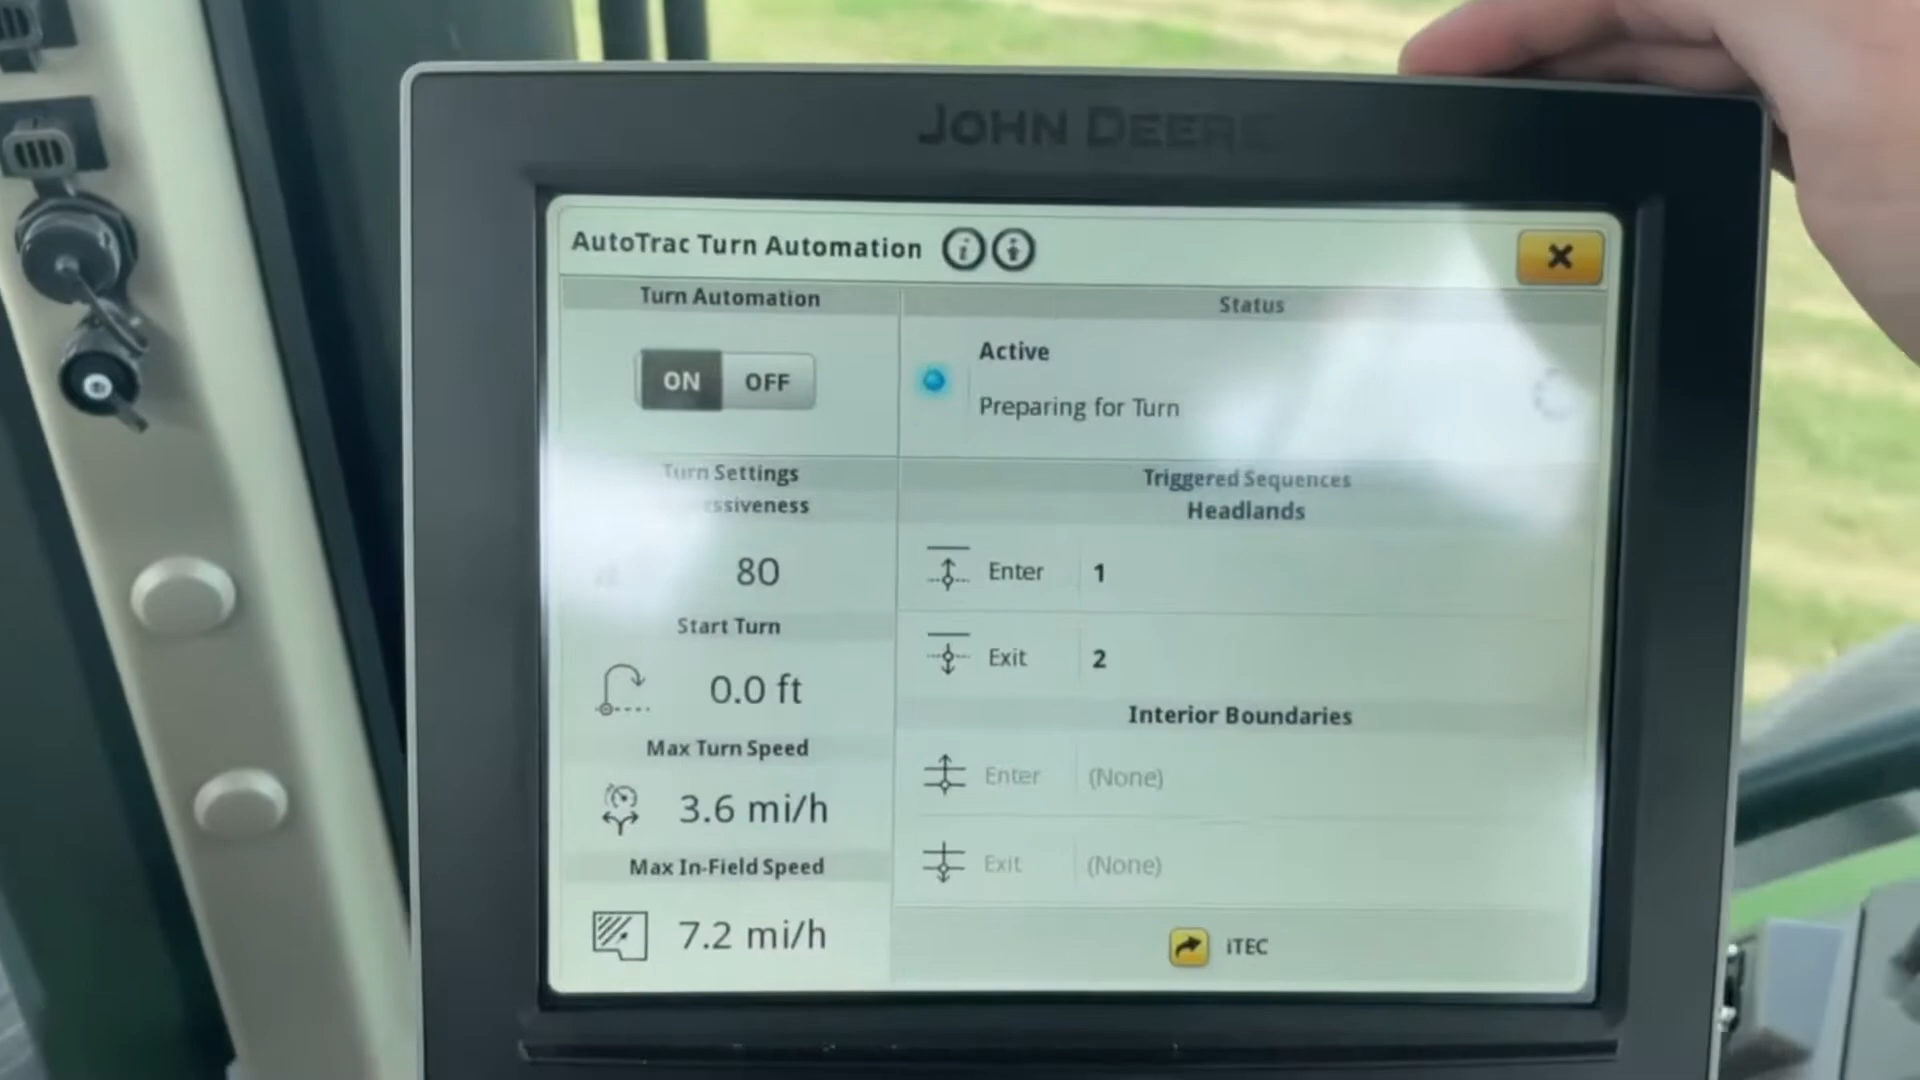 JOHN DEERE
AutoTrac Turn Automation
Turn Automation
ON OFF
Status
Active
Preparing for Turn
Turn Settings
80
Start Turn
0.0 ft
Max Turn Speed
3.6 mi/h
Max In-Field Speed
7.2 mi/h
Triggered Sequences
Headlands
Enter 1
Exit 2
Interior Boundaries
Enter (None)
Exit (None)
iTEC